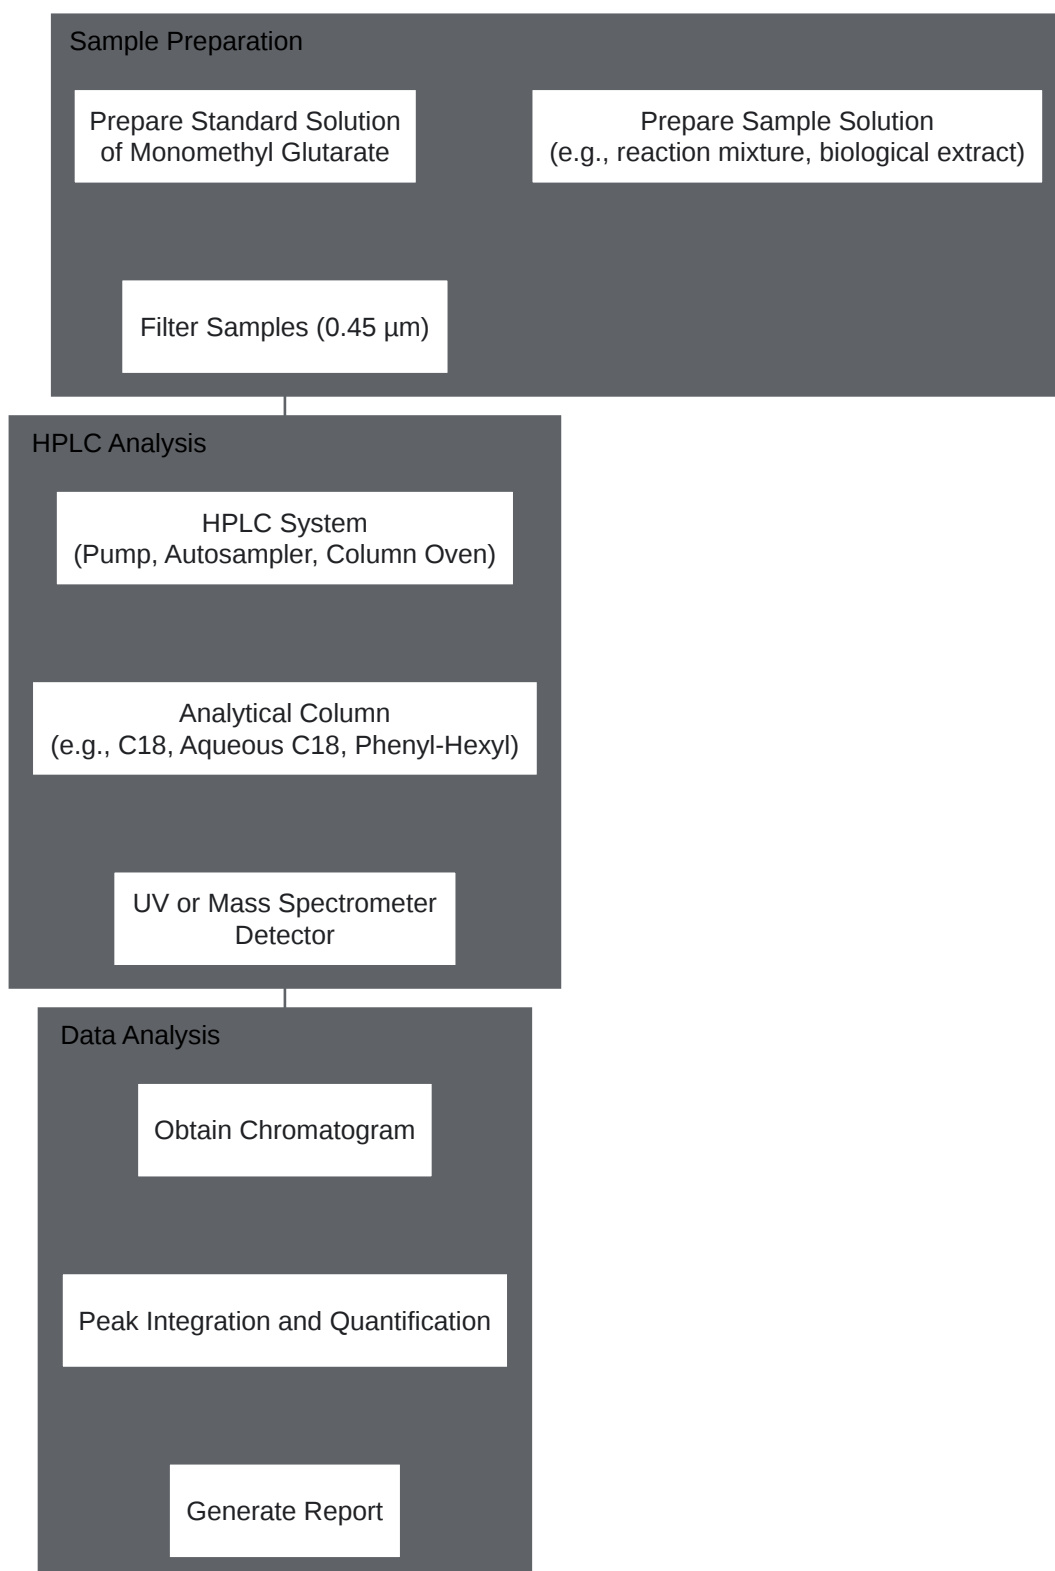 Sample Preparation
Prepare Standard Solution
of Monomethyl Glutarate
Prepare Sample Solution
(e.g., reaction mixture, biological extract)
Filter Samples (0.45 µm)
HPLC Analysis
HPLC System
(Pump, Autosampler, Column Oven)
Analytical Column
(e.g., C18, Aqueous C18, Phenyl-Hexyl)
UV or Mass Spectrometer
Detector
Data Analysis
Obtain Chromatogram
Peak Integration and Quantification
Generate Report